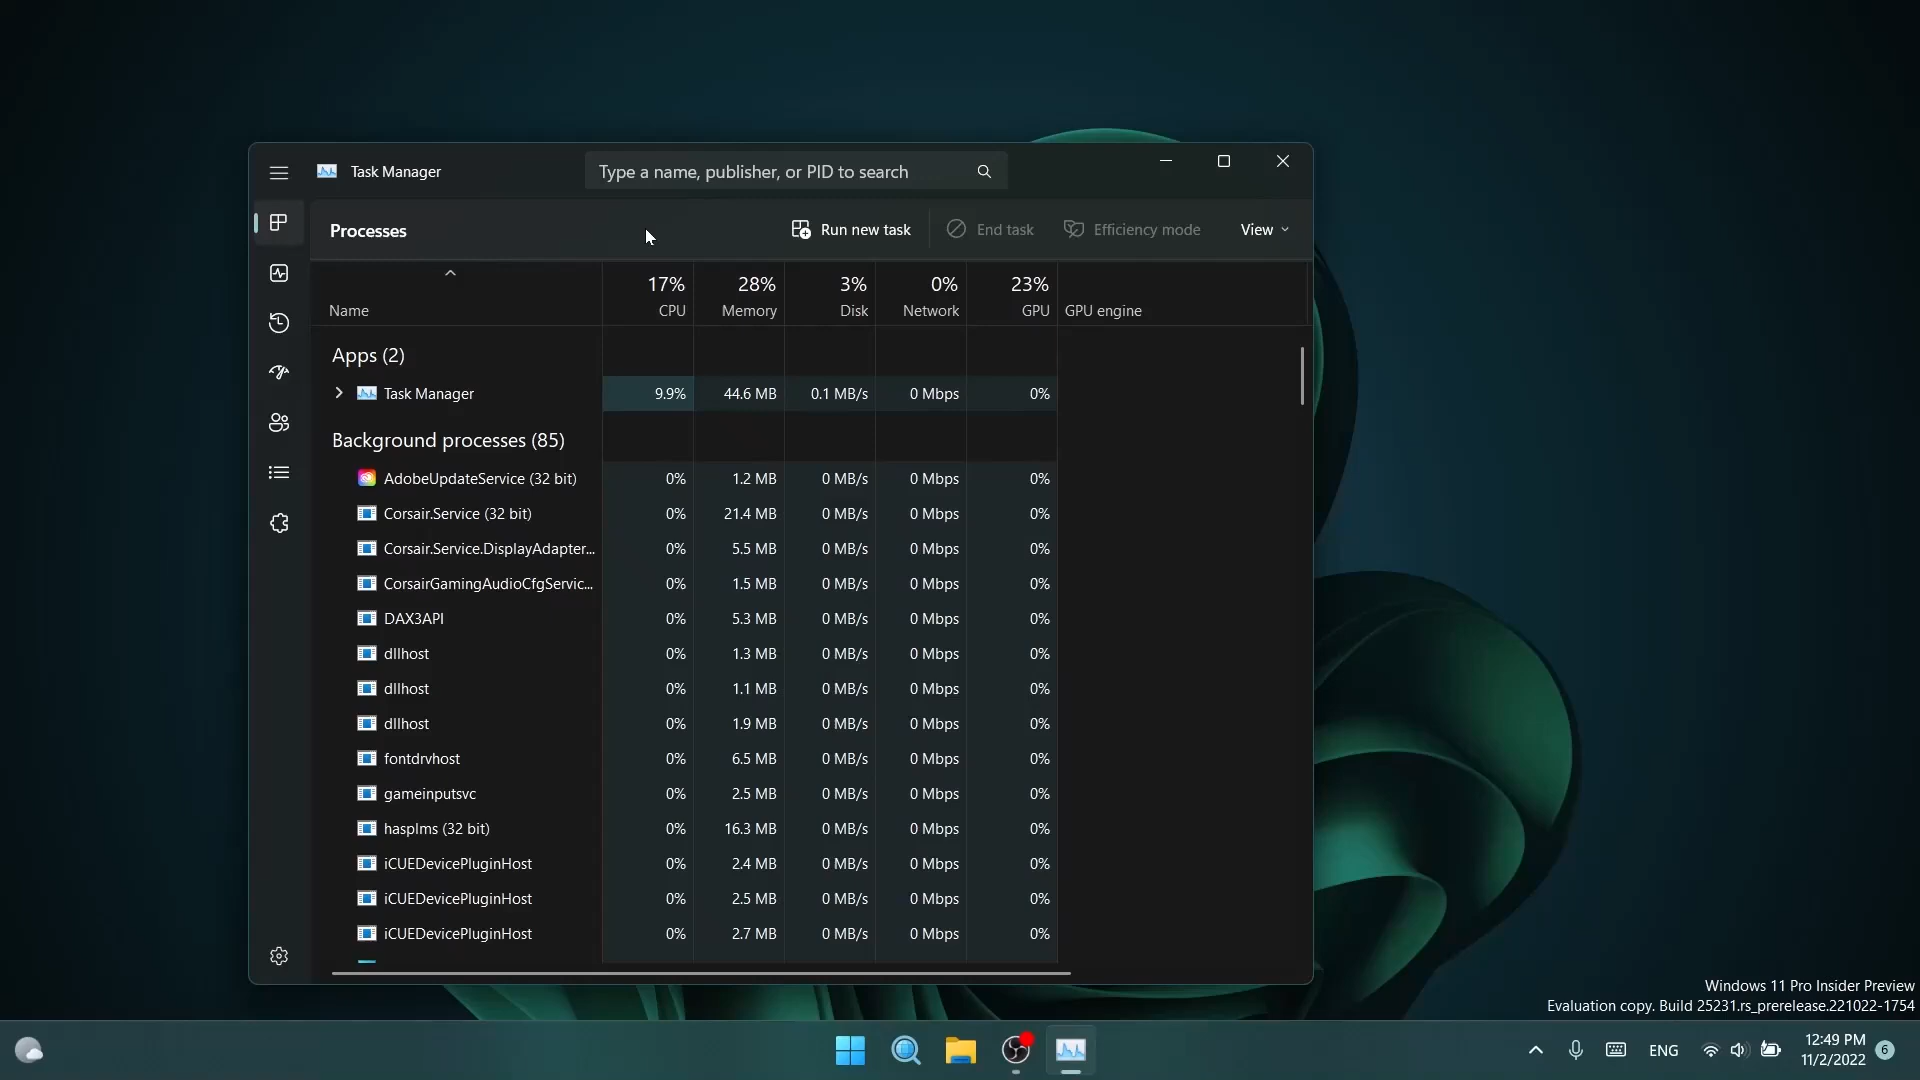 Task Manager
Type a name, publisher, or PID to search
Processes
Run new task
End task
Efficiency mode
View
17% 28% 3% 0% 23%
Name CPU Memory Disk Network GPU GPU engine
Apps (2)
Task Manager 9.9% 44.6 MB 0.1 MB/s 0 Mbps 0%
Background processes (85)
AdobeUpdateService (32 bit) 0% 1.2 MB 0 MB/s 0 Mbps 0%
Corsair.Service (32 bit) 0% 21.4 MB 0 MB/s 0 Mbps 0%
Corsair.Service.DisplayAdapter... 0% 5.5 MB 0 MB/s 0 Mbps 0%
CorsairGamingAudioCfgServic... 0% 1.5 MB 0 MB/s 0 Mbps 0%
DAX3API 0% 5.3 MB 0 MB/s 0 Mbps 0%
dllhost 0% 1.3 MB 0 MB/s 0 Mbps 0%
dllhost 0% 1.1 MB 0 MB/s 0 Mbps 0%
dllhost 0% 1.9 MB 0 MB/s 0 Mbps 0%
fontdrvhost 0% 6.5 MB 0 MB/s 0 Mbps 0%
gameinputsvc 0% 2.5 MB 0 MB/s 0 Mbps 0%
hasplms (32 bit) 0% 16.3 MB 0 MB/s 0 Mbps 0%
iCUEDevicePluginHost 0% 2.4 MB 0 MB/s 0 Mbps 0%
iCUEDevicePluginHost 0% 2.5 MB 0 MB/s 0 Mbps 0%
iCUEDevicePluginHost 0% 2.7 MB 0 MB/s 0 Mbps 0%
Windows 11 Pro Insider Preview
Evaluation copy. Build 25231.rs_prerelease.221022-1754
ENG
12:49 PM
11/2/2022
6